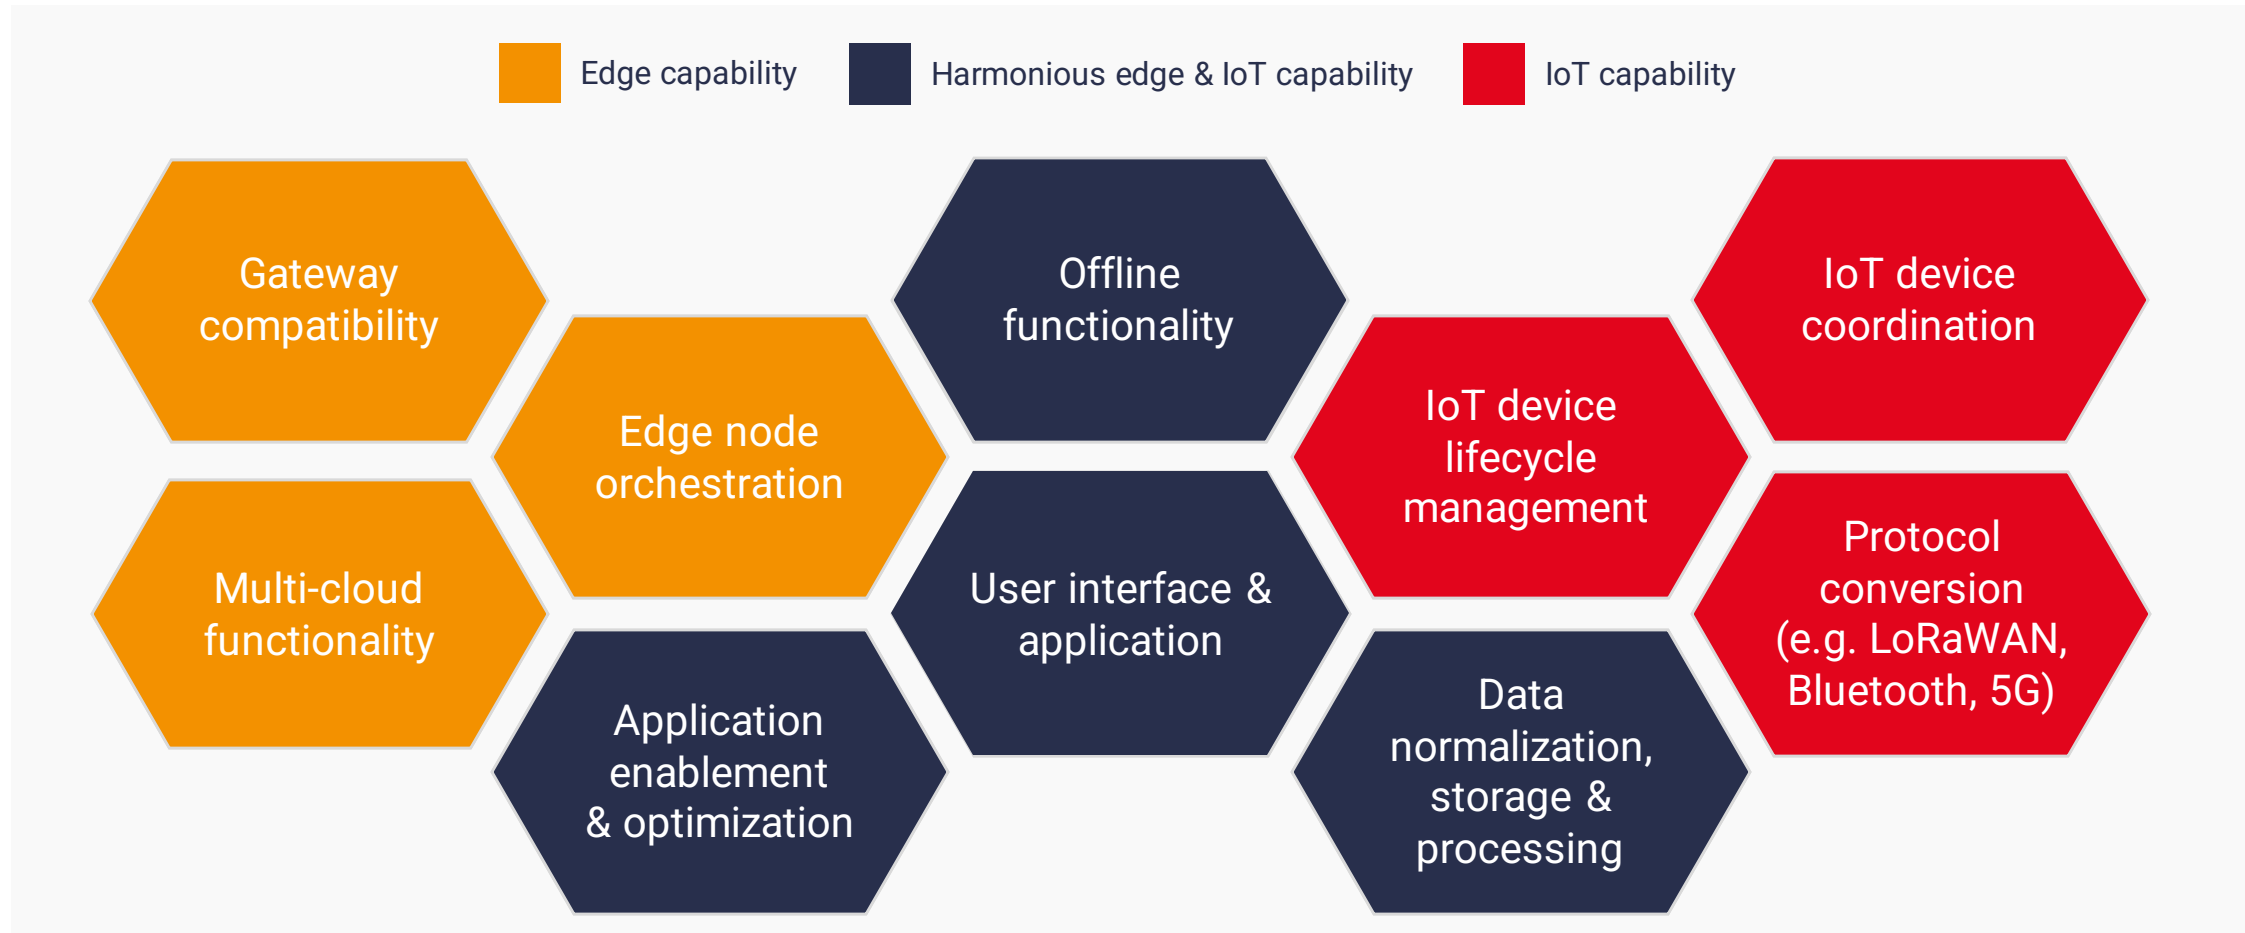 Edge capability
Harmonious edge & IoT capability
IoT capability
Gateway
compatibility
Multi-cloud
functionality
Edge node
orchestration
Application
enablement
& optimization
Offline
functionality
User interface &
application
IoT device
lifecycle
management
Data
normalization,
storage &
processing
IoT device
coordination
Protocol
conversion
(e.g. LoRaWAN,
Bluetooth, 5G)